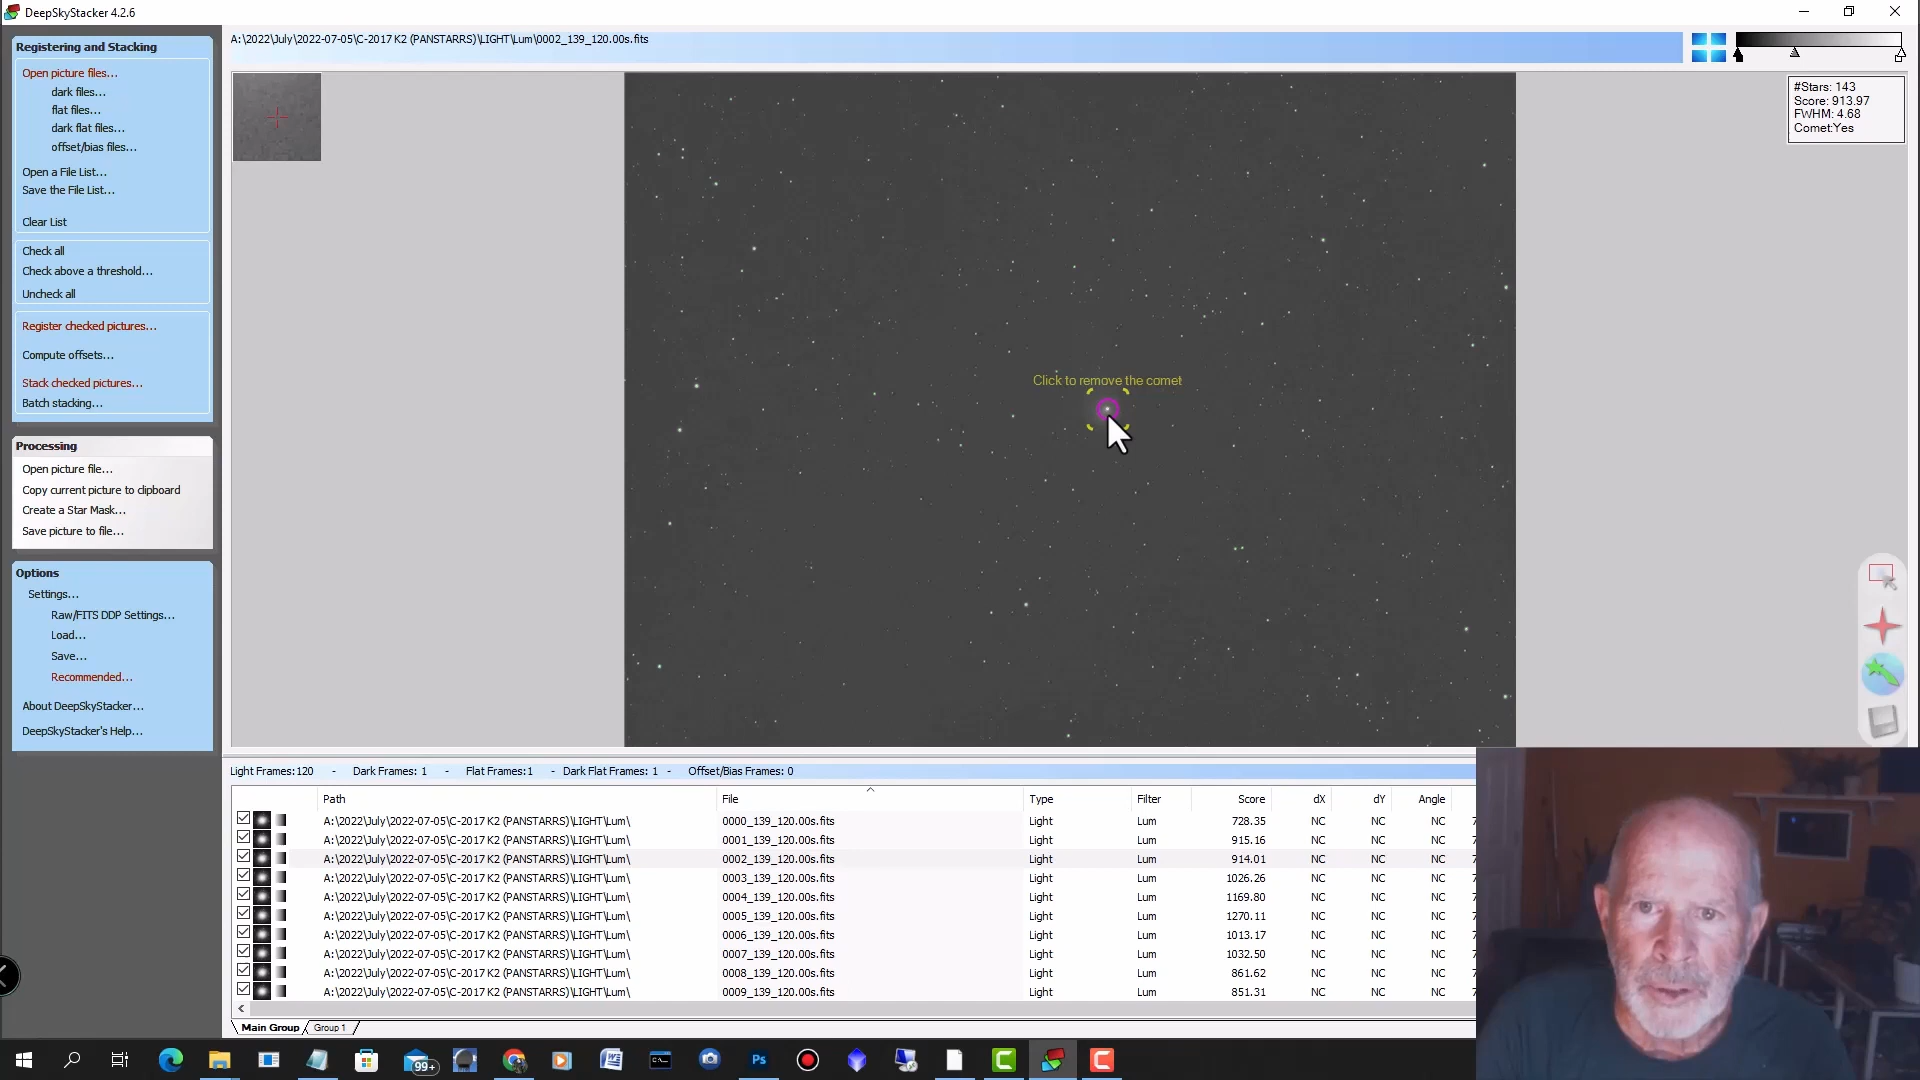 DeepSkyStacker 4.2.6
Registering and Stacking
Open picture files...
dark files...
flat files...
dark flat files...
offset/bias files...
Open a File List...
Save the File List...
Clear List
Check all
Check above a threshold...
Uncheck all
Register checked pictures...
Compute offsets...
Stack checked pictures...
Batch stacking...
Processing
Open picture file...
Copy current picture to clipboard
Create a Star Mask...
Save picture to file...
Options
Settings...
Raw/FITS DDP Settings...
Load...
Save...
Recommended...
About DeepSkyStacker...
DeepSkyStacker's Help...
A:\2022\July\2022-07-05\C-2017 K2 (PANSTARRS)\LIGHT\Lum\0002_139_120.00s.fits
#Stars: 143
Score: 913.97
FWHM: 4.68
Comet:Yes
Click to remove the comet
Light Frames:120 - Dark Frames: 1 - Flat Frames:1 - Dark Flat Frames: 1 - Offset/Bias Frames: 0
Path File Type Filter Score dX dY Angle
A:\2022\July\2022-07-05\C-2017 K2 (PANSTARRS)\LIGHT\Lum\ 0000_139_120.00s.fits Light Lum 728.35 NC NC NC 7
A:\2022\July\2022-07-05\C-2017 K2 (PANSTARRS)\LIGHT\Lum\ 0001_139_120.00s.fits Light Lum 915.16 NC NC NC 7
A:\2022\July\2022-07-05\C-2017 K2 (PANSTARRS)\LIGHT\Lum\ 0002_139_120.00s.fits Light Lum 914.01 NC NC NC 7
A:\2022\July\2022-07-05\C-2017 K2 (PANSTARRS)\LIGHT\Lum\ 0003_139_120.00s.fits Light Lum 1026.26 NC NC NC 7
A:\2022\July\2022-07-05\C-2017 K2 (PANSTARRS)\LIGHT\Lum\ 0004_139_120.00s.fits Light Lum 1169.80 NC NC NC 7
A:\2022\July\2022-07-05\C-2017 K2 (PANSTARRS)\LIGHT\Lum\ 0005_139_120.00s.fits Light Lum 1270.11 NC NC NC 7
A:\2022\July\2022-07-05\C-2017 K2 (PANSTARRS)\LIGHT\Lum\ 0006_139_120.00s.fits Light Lum 1013.17 NC NC NC 7
A:\2022\July\2022-07-05\C-2017 K2 (PANSTARRS)\LIGHT\Lum\ 0007_139_120.00s.fits Light Lum 1032.50 NC NC NC 7
A:\2022\July\2022-07-05\C-2017 K2 (PANSTARRS)\LIGHT\Lum\ 0008_139_120.00s.fits Light Lum 861.62 NC NC NC 7
A:\2022\July\2022-07-05\C-2017 K2 (PANSTARRS)\LIGHT\Lum\ 0009_139_120.00s.fits Light Lum 851.31 NC NC NC 7
Main Group Group 1
99+
Ps